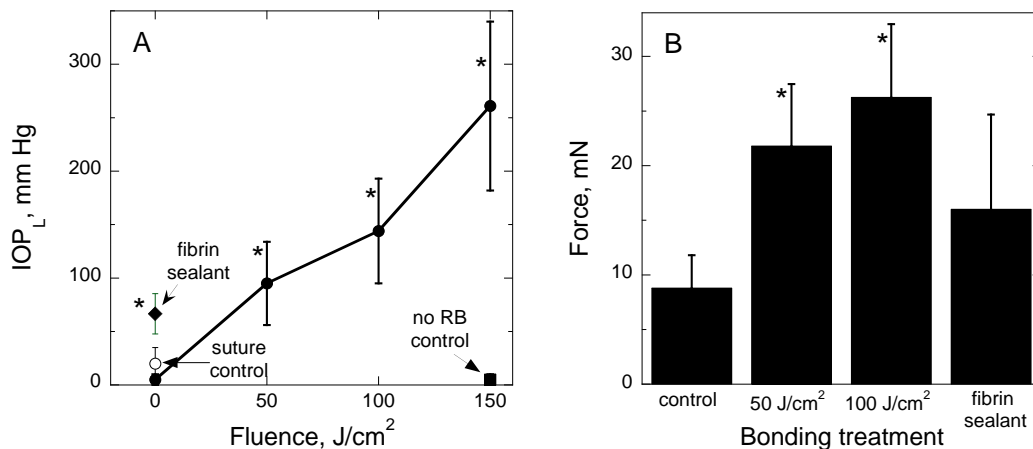 A
300
200
100
0
IOP_L, mm Hg
*
*
*
*
fibrin
sealant
suture
control
no RB
control
0
50
100
150
Fluence, J/cm²
B
30
20
10
0
Force, mN
*
*
control
50 J/cm²
100 J/cm²
fibrin
sealant
Bonding treatment